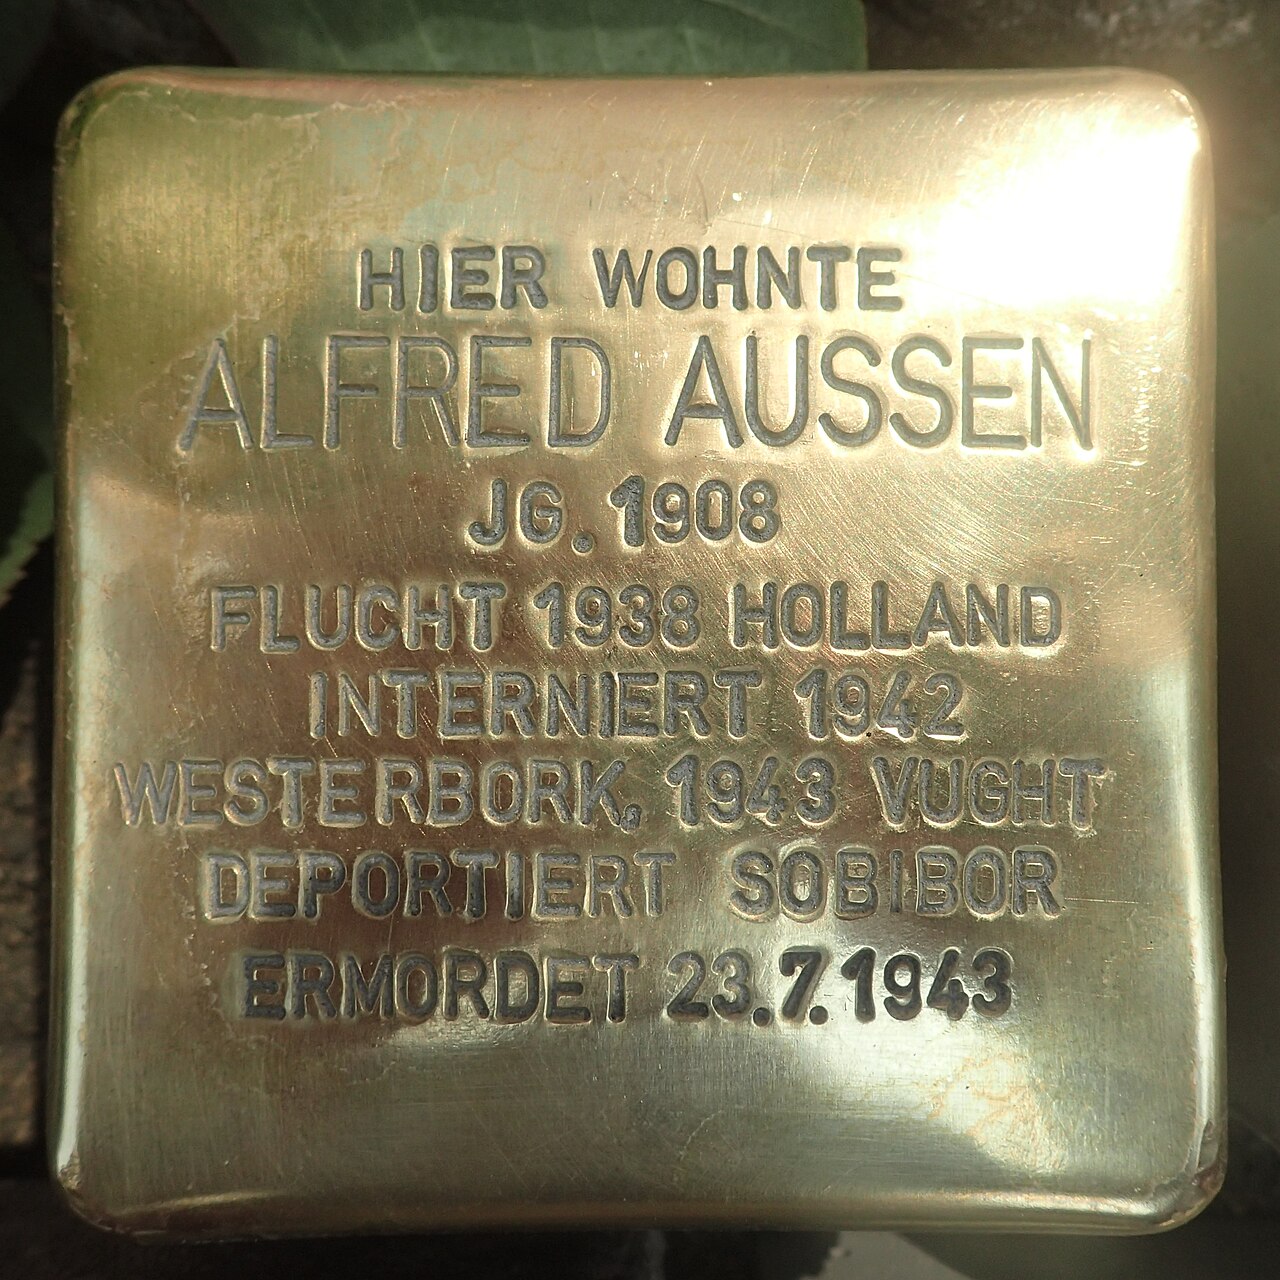 HIER WOHNTE
ALFRED AUSSEN
JG. 1908
FLUCHT 1938 HOLLAND
INTERNIERT 1942
WESTERBORK, 1943 VUGHT
DEPORTIERT SOBIBOR
ERMORDET 23.7.1943